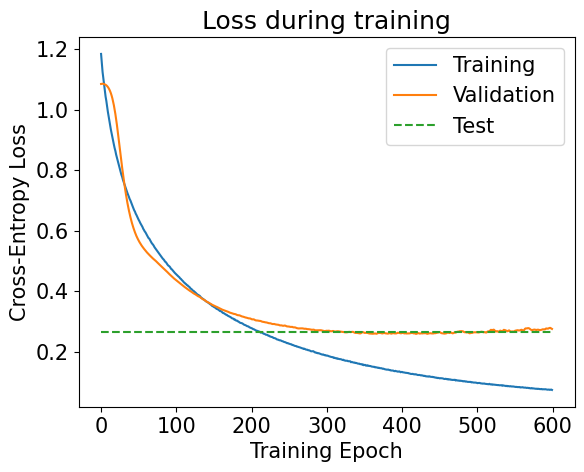 Loss during training
Cross-Entropy Loss
1.2
1.0
0.8
0.6
0.4
0.2
Training
Validation
Test
0 100 200 300 400 500 600
Training Epoch